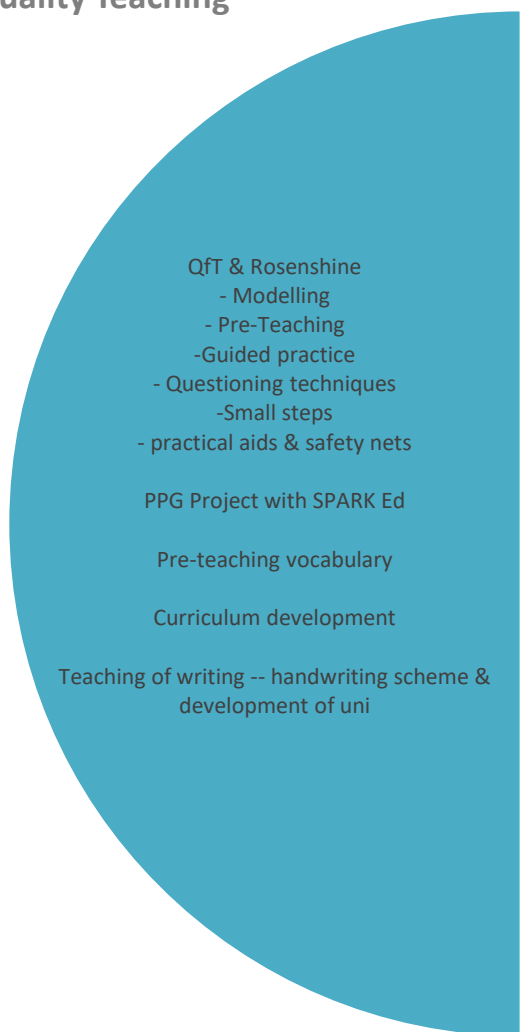 Teaching
QfT & Rosenshine
- Modelling
- Pre-Teaching
-Guided practice
- Questioning techniques
-Small steps
- practical aids & safety nets
PPG Project with SPARK Ed
Pre-teaching vocabulary
Curriculum development
Teaching of writing -- handwriting scheme &
development of uni